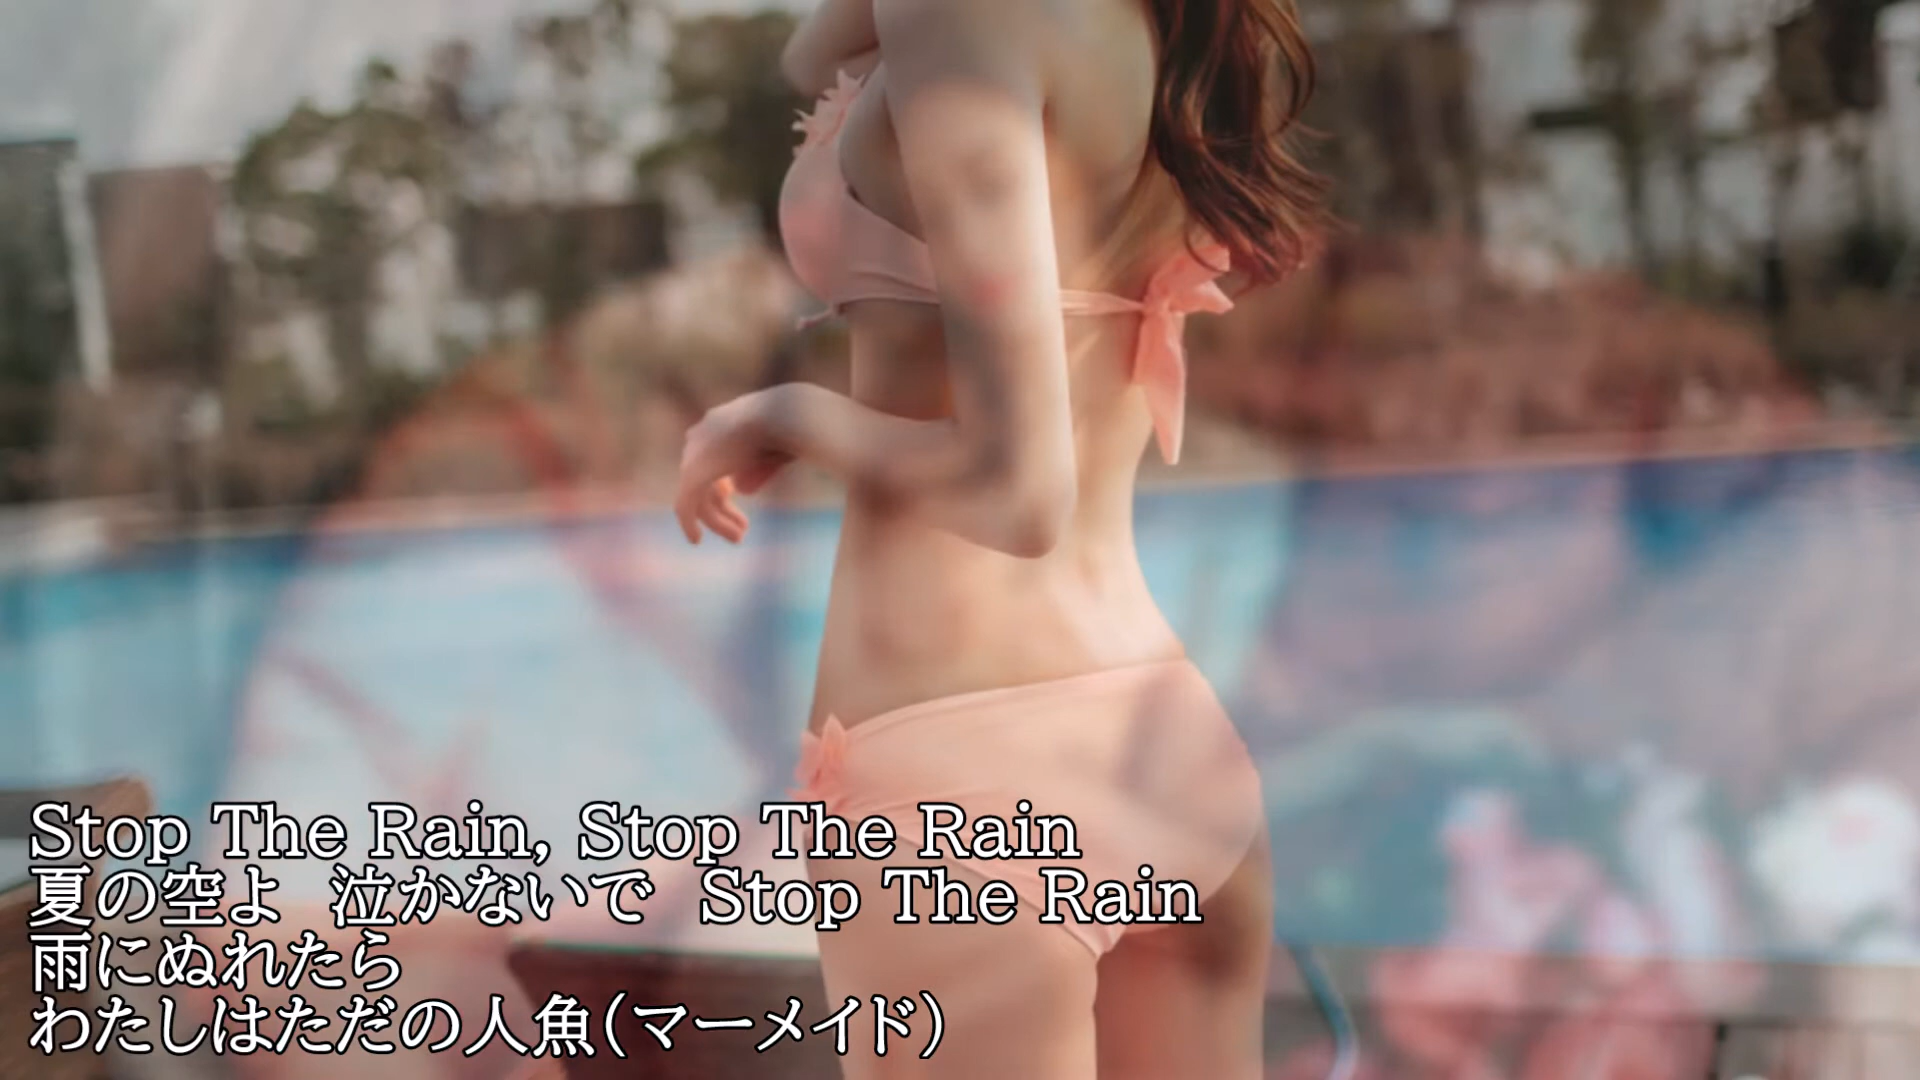 Stop The Rain, Stop The Rain
夏の空よ　泣かないで　Stop The Rain
雨にぬれたら
わたしはただの人魚（マーメイド）